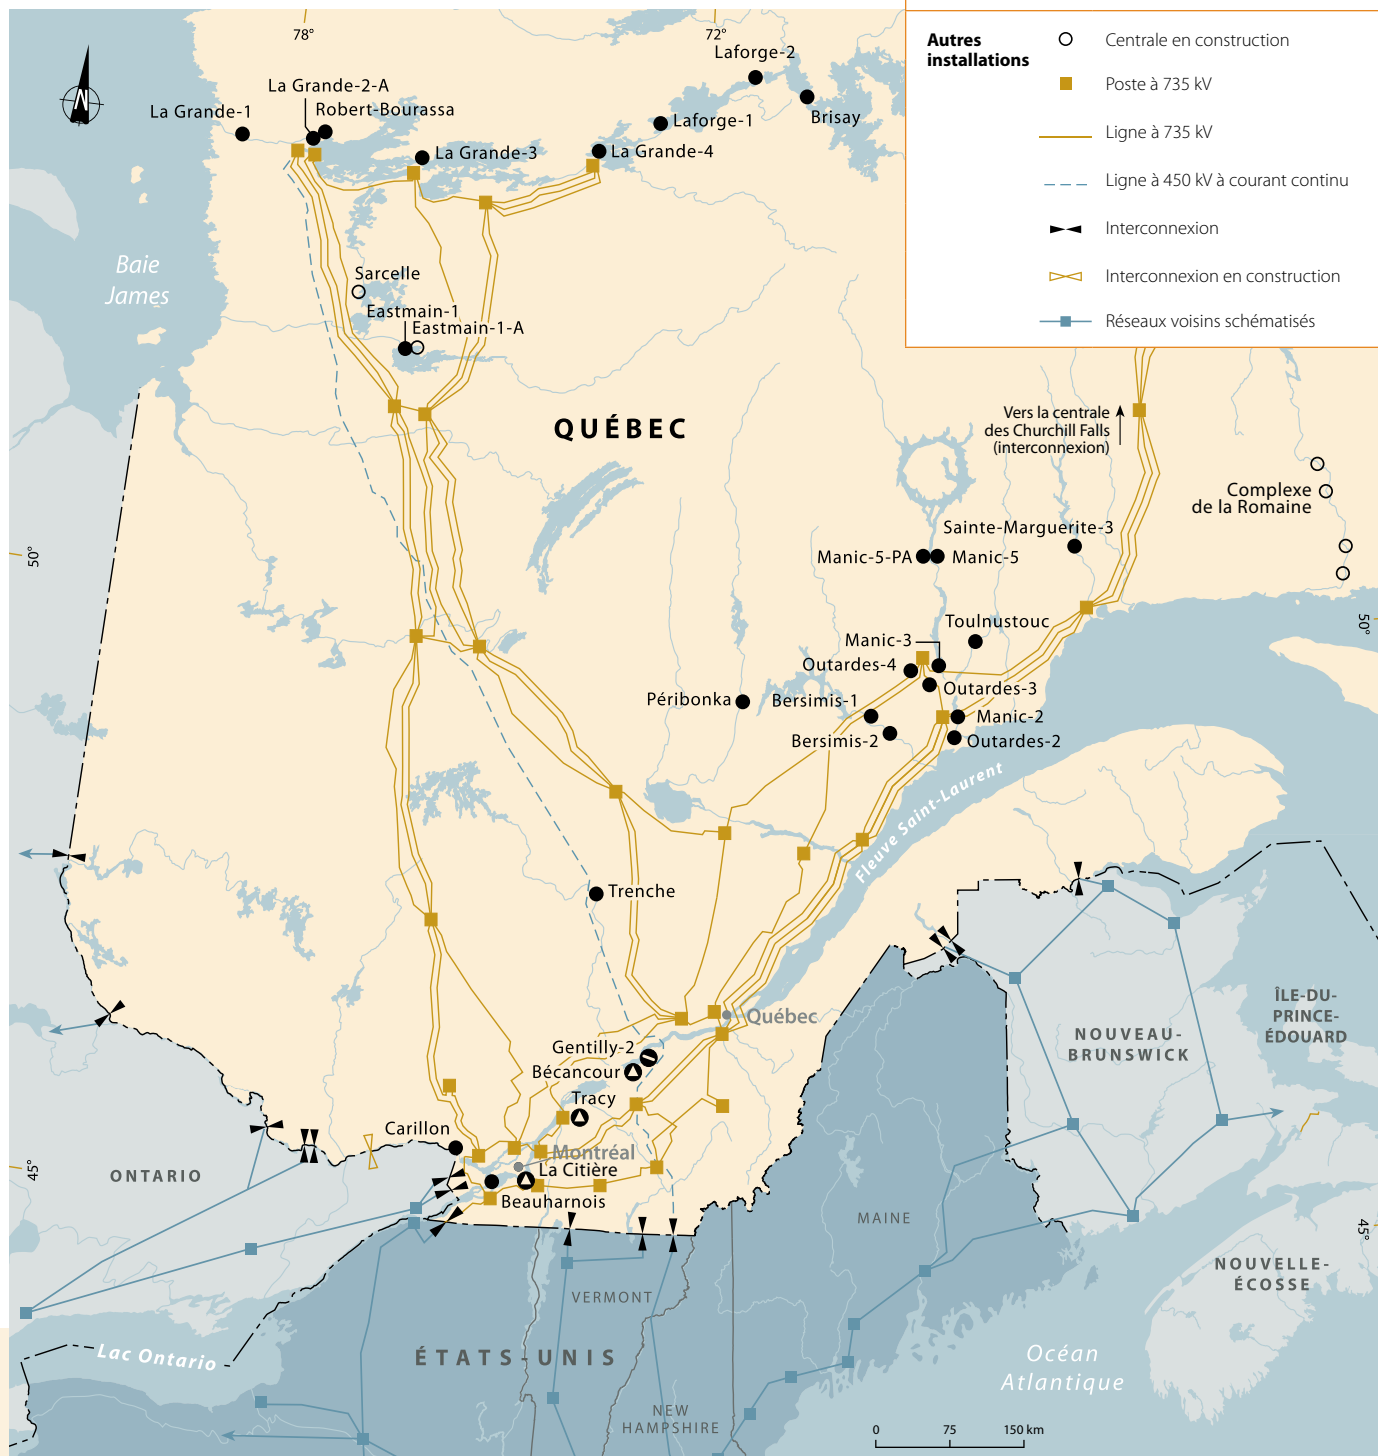 78°
72°
Autres
installations
Centrale en construction
Poste à 735 kV
Ligne à 735 kV
Ligne à 450 kV à courant continu
Interconnexion
Interconnexion en construction
Réseaux voisins schématisés
N
Laforge-2
La Grande-2-A
Robert-Bourassa
La Grande-1
Brisay
Laforge-1
La Grande-3
La Grande-4
Baie
James
Sarcelle
Eastmain-1
Eastmain-1-A
QUÉBEC
Vers la centrale
des Churchill Falls
(interconnexion)
Complexe
de la Romaine
Sainte-Marguerite-3
50°
Manic-5-PA
Manic-5
Toulnustouc
50°
Manic-3
Outardes-4
Outardes-3
Péribonka
Bersimis-1
Manic-2
Bersimis-2
Outardes-2
Fleuve Saint-Laurent
Trenche
Québec
ÎLE-DU-
PRINCE-
ÉDOUARD
NOUVEAU-
BRUNSWICK
Gentilly-2
Bécancour
Tracy
Carillon
Montréal
La Citière
Beauharnois
45°
ONTARIO
MAINE
45°
NOUVELLE-
ÉCOSSE
VERMONT
Lac Ontario
ÉTATS-UNIS
Océan
Atlantique
NEW
HAMPSHIRE
0
75
150 km